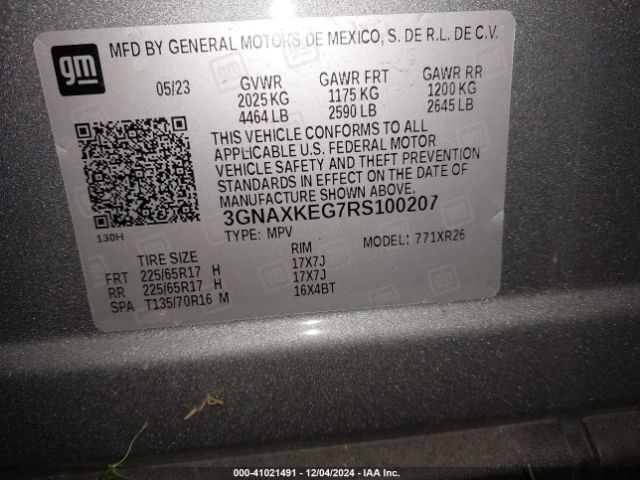 gm
MFD BY GENERAL MOTORS DE MEXICO, S. DE R.L. DE C.V.
05/23 GVWR GAWR FRT GAWR RR
2025 KG 1175 KG 1200 KG
4464 LB 2590 LB 2645 LB
THIS VEHICLE CONFORMS TO ALL
APPLICABLE U.S. FEDERAL MOTOR
VEHICLE SAFETY AND THEFT PREVENTION
STANDARDS IN EFFECT ON THE DATE OF
MANUFACTURE SHOWN ABOVE.
3GNAXKEG7RS100207
130H
TYPE: MPV MODEL: 771XR26
TIRE SIZE RIM
FRT 225/65R17 H 17X7J
RR 225/65R17 H 17X7J
SPA T135/70R16 M 16X4BT
000-41021491 - 12/04/2024 - IAA Inc.